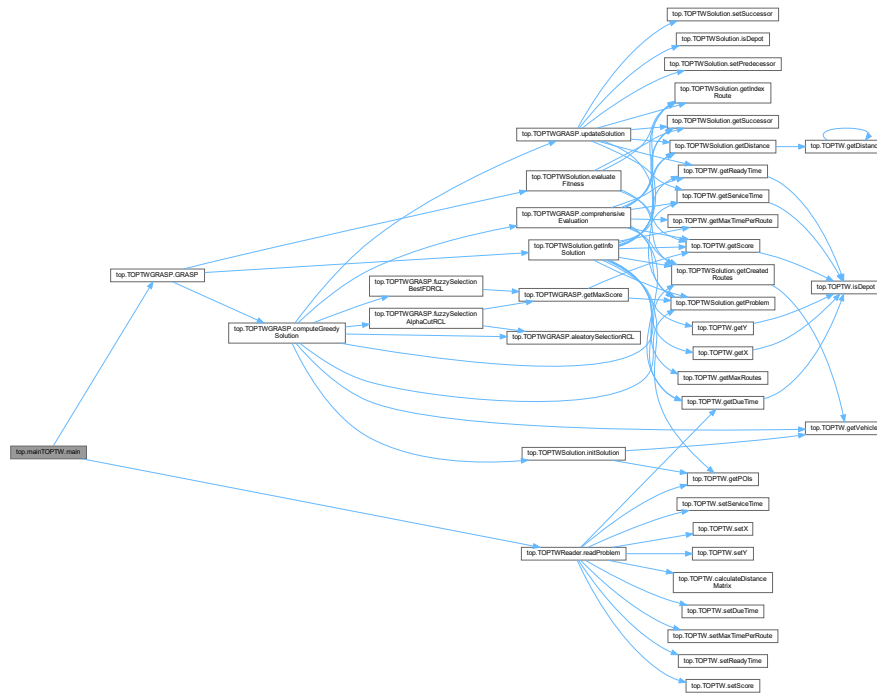 top.TOPTWSolution.setSuccessor
top.TOPTWSolution.isDepot
top.TOPTWSolution.setPredecessor
top.TOPTWSolution.getIndex
Route
top.TOPTWSolution.getSuccessor
top.TOPTWGRASP.updateSolution
top.TOPTWSolution.getDistance
top.TOPTW.getDistance
top.TOPTW.getReadyTime
top.TOPTWSolution.evaluate
Fitness
top.TOPTW.getServiceTime
top.TOPTWGRASP.comprehensive
Evaluation
top.TOPTW.getMaxTimePerRoute
top.TOPTW.getScore
top.TOPTWSolution.getInfo
Solution
top.TOPTWGRASP.GRASP
top.TOPTWSolution.getCreated
Routes
top.TOPTW.isDepot
top.TOPTWGRASP.fuzzySelection
BestFDRCL
top.TOPTWGRASP.getMaxScore
top.TOPTWSolution.getProblem
top.TOPTWGRASP.fuzzySelection
AlphaCutRCL
top.TOPTWGRASP.computeGreedy
Solution
top.TOPTW.getY
top.TOPTWGRASP.aleatorySelectionRCL
top.TOPTW.getX
top.TOPTW.getMaxRoutes
top.TOPTW.getDueTime
top.TOPTW.getVehicles
top.mainTOPTW.main
top.TOPTWSolution.initSolution
top.TOPTW.getPOIs
top.TOPTW.setServiceTime
top.TOPTW.setX
top.TOPTWReader.readProblem
top.TOPTW.setY
top.TOPTW.calculateDistance
Matrix
top.TOPTW.setDueTime
top.TOPTW.setMaxTimePerRoute
top.TOPTW.setReadyTime
top.TOPTW.setScore